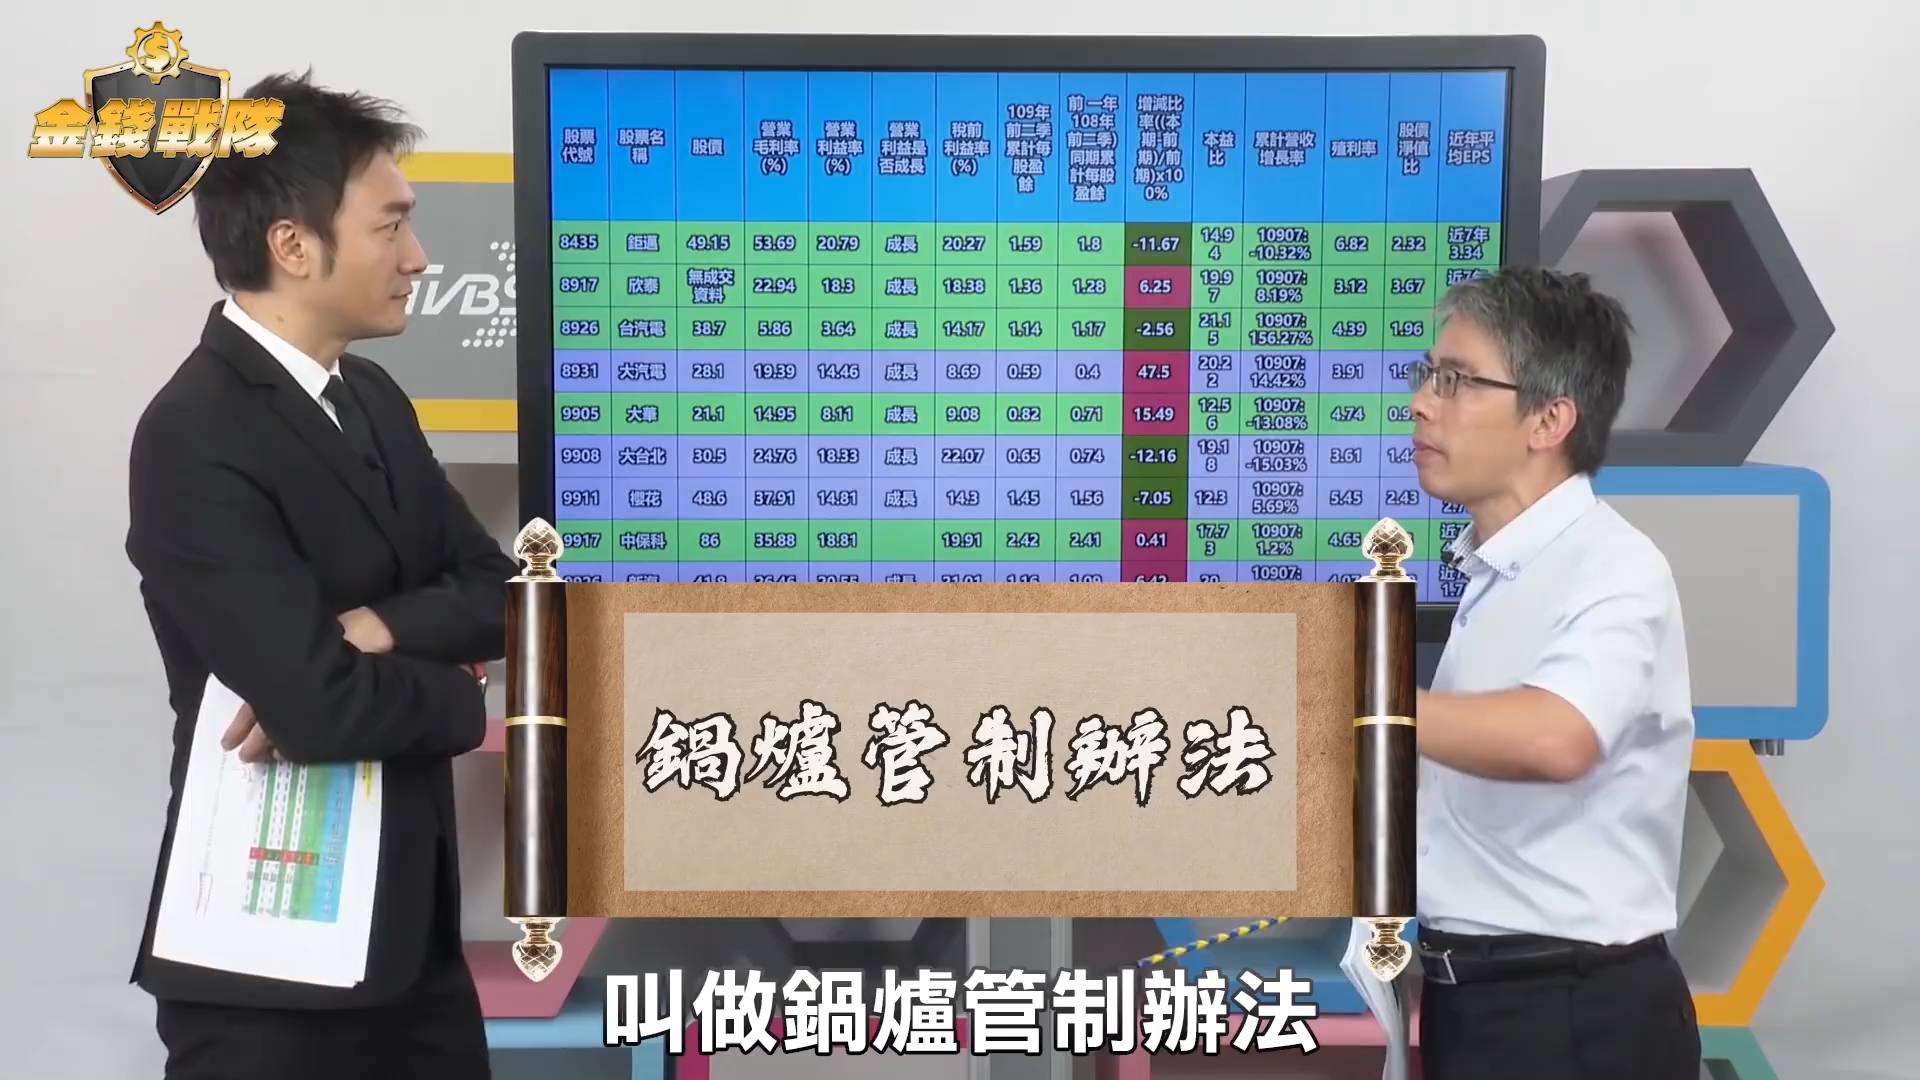 金錢戰隊
TVBS
股票代號 股票名稱 股價 營業毛利率(%) 營業利益率(%) 營業利益是否成長 稅前利益率(%) 109年前二季累計每股盈餘 前一年108年前二季)同期累計每股盈餘 增減比率((本期-前期)/前期)x100% 本益比 累計營收增長率 殖利率 股價淨值比 近年平均EPS
8435 鉅邁 49.15 53.69 20.79 成長 20.27 1.59 1.8 -11.67 14.94 10907:-10.32% 6.82 2.32 近7年3.34
8917 欣泰 無成交資料 22.94 18.3 成長 18.38 1.36 1.28 6.25 19.97 10907:8.19% 3.12 3.67
8926 台汽電 38.7 5.86 3.64 成長 14.17 1.14 1.17 -2.56 21.15 10907:156.27% 4.39 1.96
8931 大汽電 28.1 19.39 14.46 成長 8.69 0.59 0.4 47.5 20.22 10907:14.42% 3.91
9905 大華 21.1 14.95 8.11 成長 9.08 0.82 0.71 15.49 12.56 10907:-13.08% 4.74
9908 大台北 30.5 24.76 18.33 成長 22.07 0.65 0.74 -12.16 19.18 10907:-15.03% 3.61
9911 櫻花 48.6 37.91 14.81 成長 14.3 1.45 1.56 -7.05 12.3 10907:5.69% 5.45 2.43
9917 中保科 86 35.88 18.81 19.91 2.42 2.41 0.41 17.73 10907:1.2% 4.65
10907:
鍋爐管制辦法
叫做鍋爐管制辦法